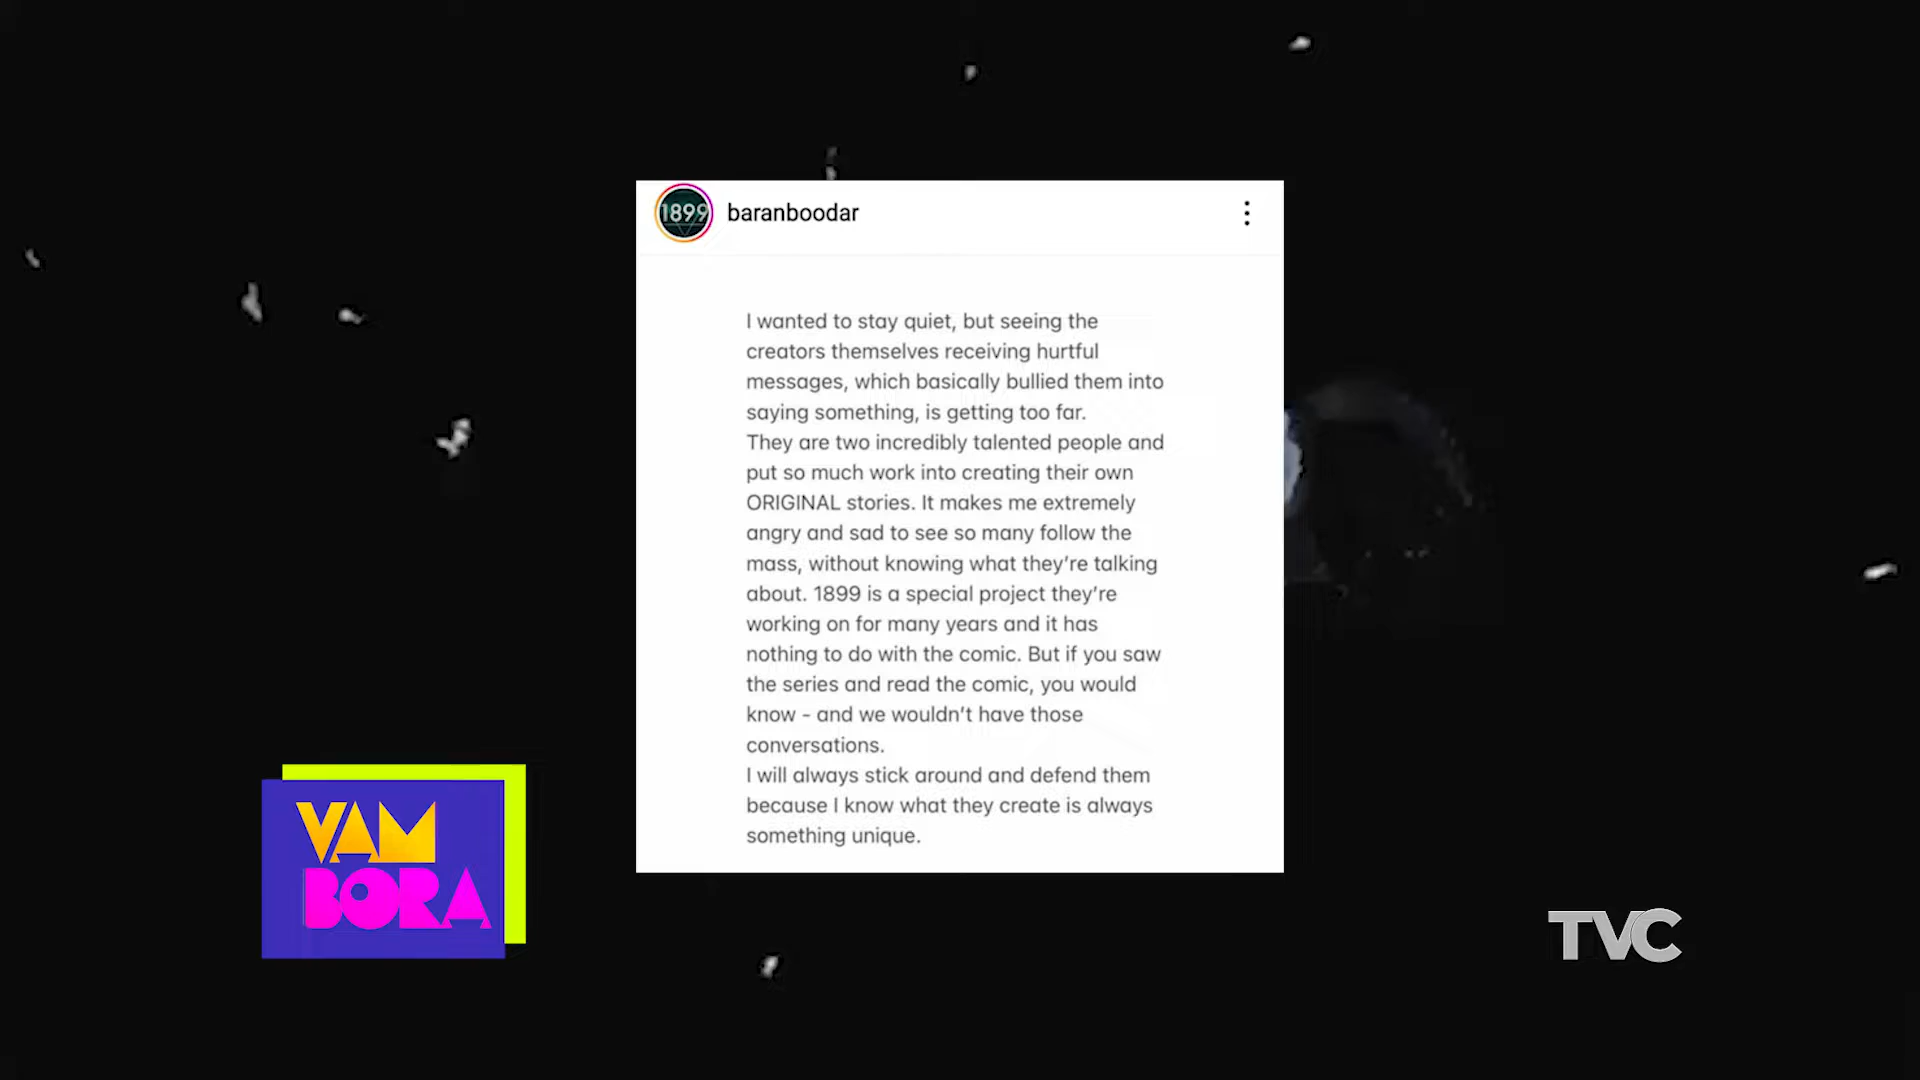 1899
baranboodar
I wanted to stay quiet, but seeing the
creators themselves receiving hurtful
messages, which basically bullied them into
saying something, is getting too far.
They are two incredibly talented people and
put so much work into creating their own
ORIGINAL stories. It makes me extremely
angry and sad to see so many follow the
mass, without knowing what they’re talking
about. 1899 is a special project they’re
working on for many years and it has
nothing to do with the comic. But if you saw
the series and read the comic, you would
know - and we wouldn’t have those
conversations.
I will always stick around and defend them
because I know what they create is always
something unique.
VAM
BORA
TVC